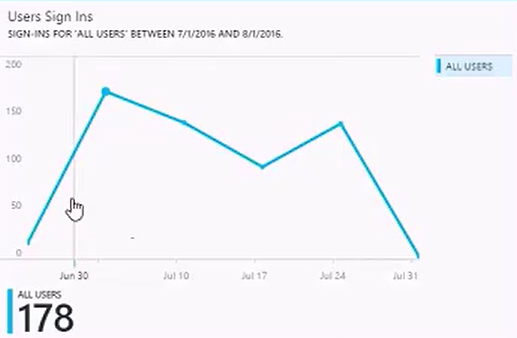 Users Sign Ins
SIGN-INS FOR 'ALL USERS' BETWEEN 7/1/2016 AND 8/1/2016.
200
ALL USERS
150
100
50
0
Jun 30 Jul 10 Jul 17 Jul 24 Jul 31
ALL USERS
178